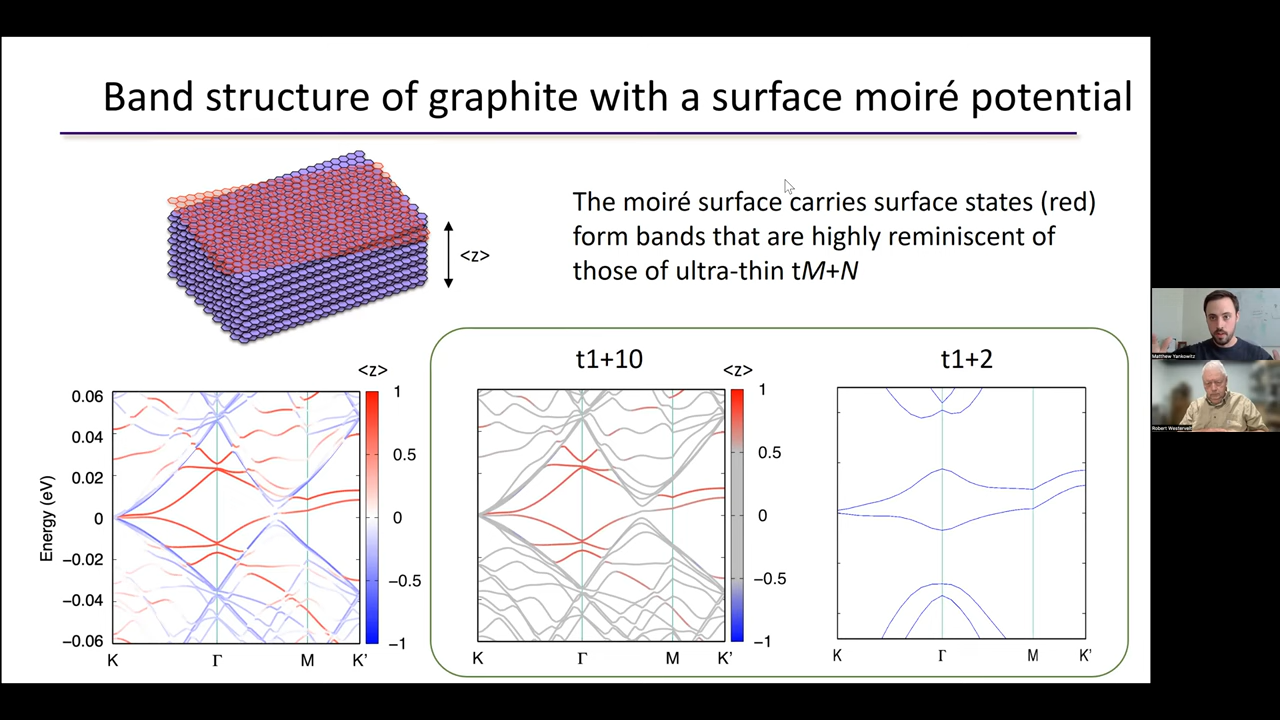 Band structure of graphite with a surface moiré potential
The moiré surface carries surface states (red)
form bands that are highly reminiscent of
those of ultra-thin tM+N
<z>
t1+10
t1+2
<z>
Energy (eV)
0.06
0.04
0.02
0
−0.02
−0.04
−0.06
K
Γ
M
K'
1
0.5
0
−0.5
−1
<z>
K
Γ
M
K'
1
0.5
0
−0.5
−1
K
Γ
M
K'
Matthew Yankowitz
Robert Westervelt